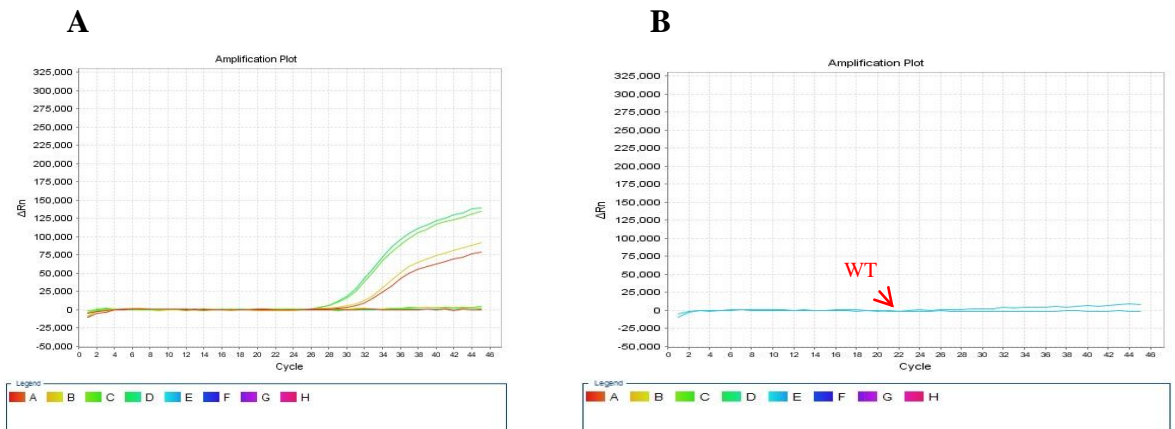 A
Amplification Plot
325,000
300,000
275,000
250,000
225,000
200,000
175,000
150,000
125,000
100,000
75,000
50,000
25,000
0
-25,000
-50,000
ΔRn
0 2 4 6 8 10 12 14 16 18 20 22 24 26 28 30 32 34 36 38 40 42 44 46
Cycle
Legend
A B C D E F G H
B
Amplification Plot
325,000
300,000
275,000
250,000
225,000
200,000
175,000
150,000
125,000
100,000
75,000
50,000
25,000
0
-25,000
-50,000
ΔRn
WT
0 2 4 6 8 10 12 14 16 18 20 22 24 26 28 30 32 34 36 38 40 42 44 46
Cycle
Legend
A B C D E F G H